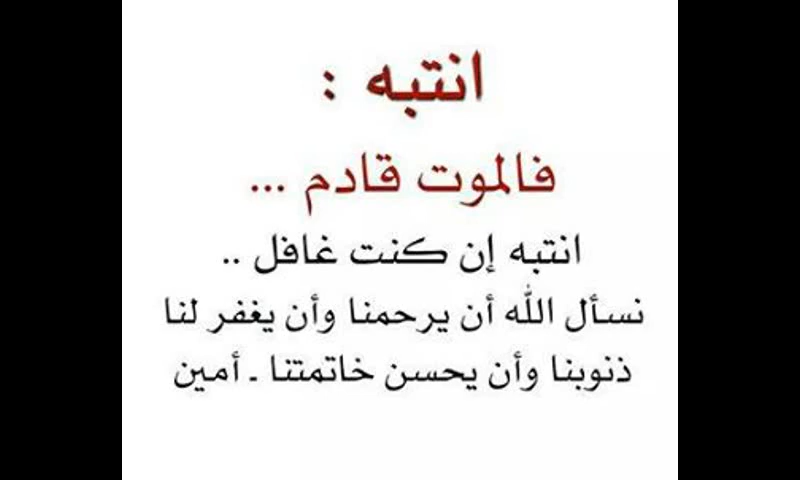 انتبه :
فالموت قادم ...
انتبه إن كنت غافل ..
نسأل الله أن يرحمنا وأن يغفر لنا
ذنوبنا وأن يحسن خاتمتنا ـ أمين